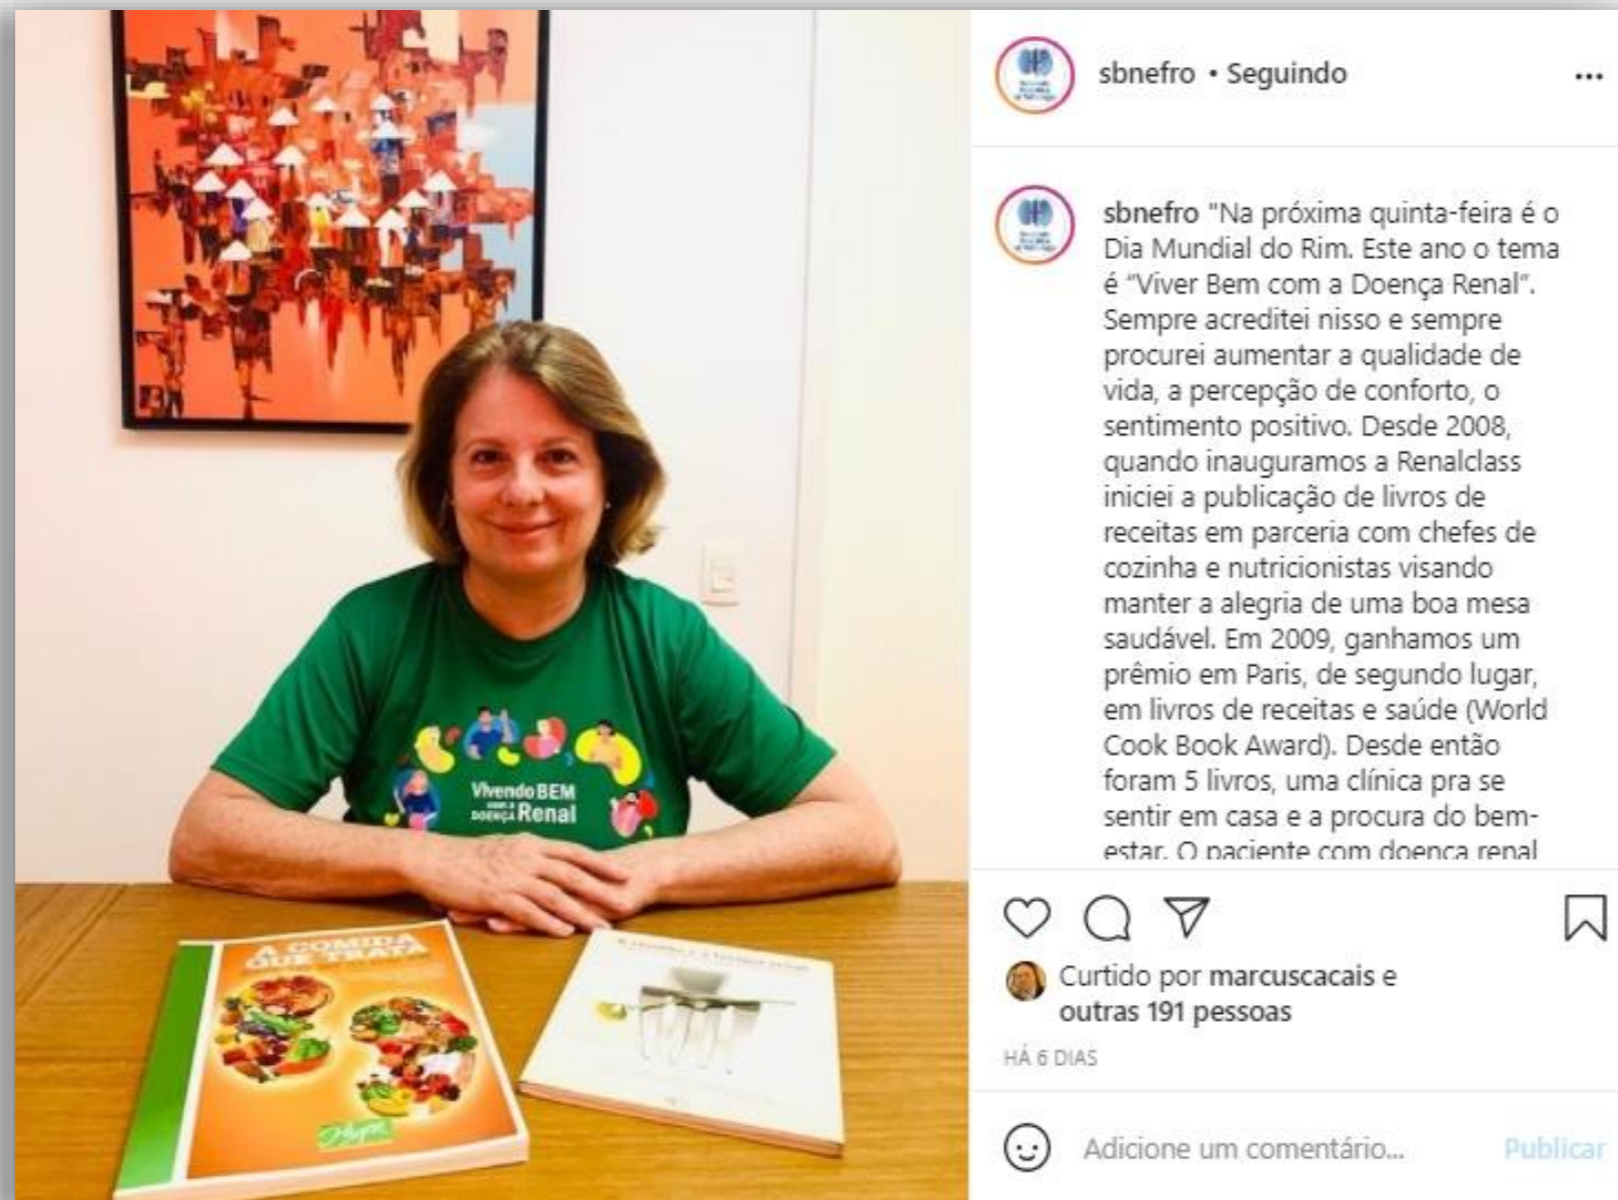 sbnefro • Seguindo
sbnefro "Na próxima quinta-feira é o
Dia Mundial do Rim. Este ano o tema
é “Viver Bem com a Doença Renal”.
Sempre acreditei nisso e sempre
procurei aumentar a qualidade de
vida, a percepção de conforto, o
sentimento positivo. Desde 2008,
quando inauguramos a Renalclass
iniciei a publicação de livros de
receitas em parceria com chefes de
cozinha e nutricionistas visando
manter a alegria de uma boa mesa
saudável. Em 2009, ganhamos um
prêmio em Paris, de segundo lugar,
em livros de receitas e saúde (World
Cook Book Award). Desde então
foram 5 livros, uma clínica pra se
sentir em casa e a procura do bem-
estar. O paciente com doença renal
Curtido por marcuscacais e
outras 191 pessoas
HÁ 6 DIAS
Adicione um comentário...
Publicar
Vivendo BEM
com a
DOENÇA Renal
A COMIDA
QUE TRATA